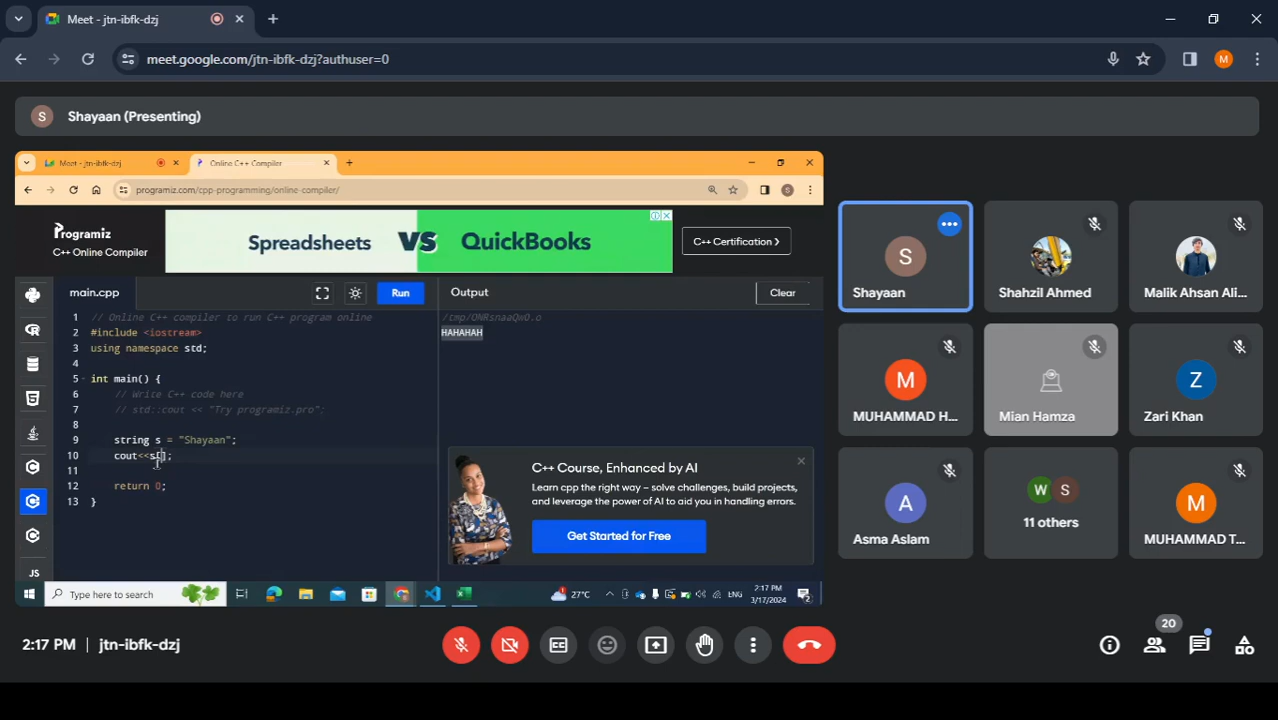 Meet - jtn-ibfk-dzj
meet.google.com/jtn-ibfk-dzj?authuser=0
M
S
Shayaan (Presenting)
Meet - jtn-ibfk-dzj
Online C++ Compiler
programiz.com/cpp-programming/online-compiler/
S
Programiz
C++ Online Compiler
Spreadsheets VS QuickBooks
C++ Certification
main.cpp
Run
Output
Clear
1 // Online C++ compiler to run C++ program online
2 #include <iostream>
3 using namespace std;
4
5 int main() {
6 // Write C++ code here
7 // std::cout << "Try programiz.pro";
8
9 string s = "Shayaan";
10 cout<<s[];
11
12 return 0;
13 }
JS
HAHAHAH
C++ Course, Enhanced by AI
Learn cpp the right way – solve challenges, build projects,
and leverage the power of AI to aid you in handling errors.
Get Started for Free
Type here to search
27°C
ENG
2:17 PM
3/17/2024
2
S
Shayaan
Shahzil Ahmed
Malik Ahsan Ali...
M
MUHAMMAD H...
Mian Hamza
Z
Zari Khan
A
Asma Aslam
W S
11 others
M
MUHAMMAD T...
2:17 PM | jtn-ibfk-dzj
20